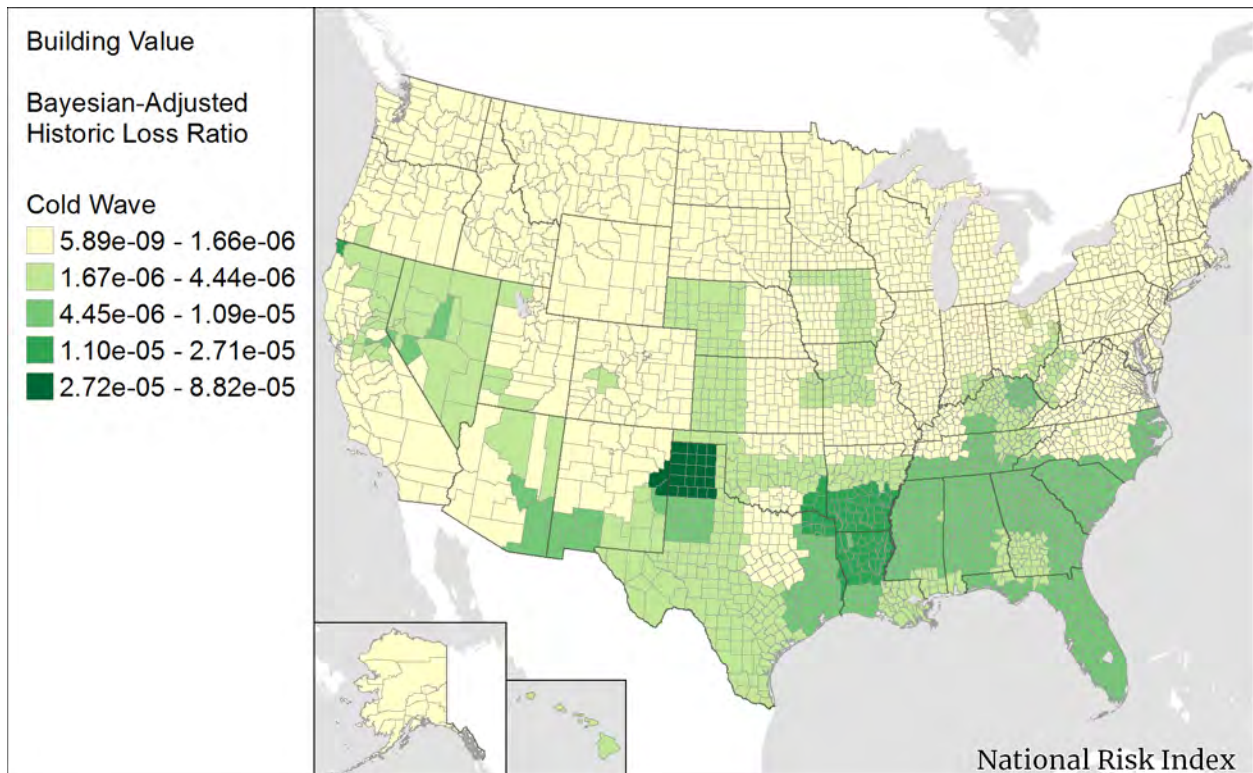 Building Value
Bayesian-Adjusted
Historic Loss Ratio
Cold Wave
5.89e-09 - 1.66e-06
1.67e-06 - 4.44e-06
4.45e-06 - 1.09e-05
1.10e-05 - 2.71e-05
2.72e-05 - 8.82e-05
National Risk Index